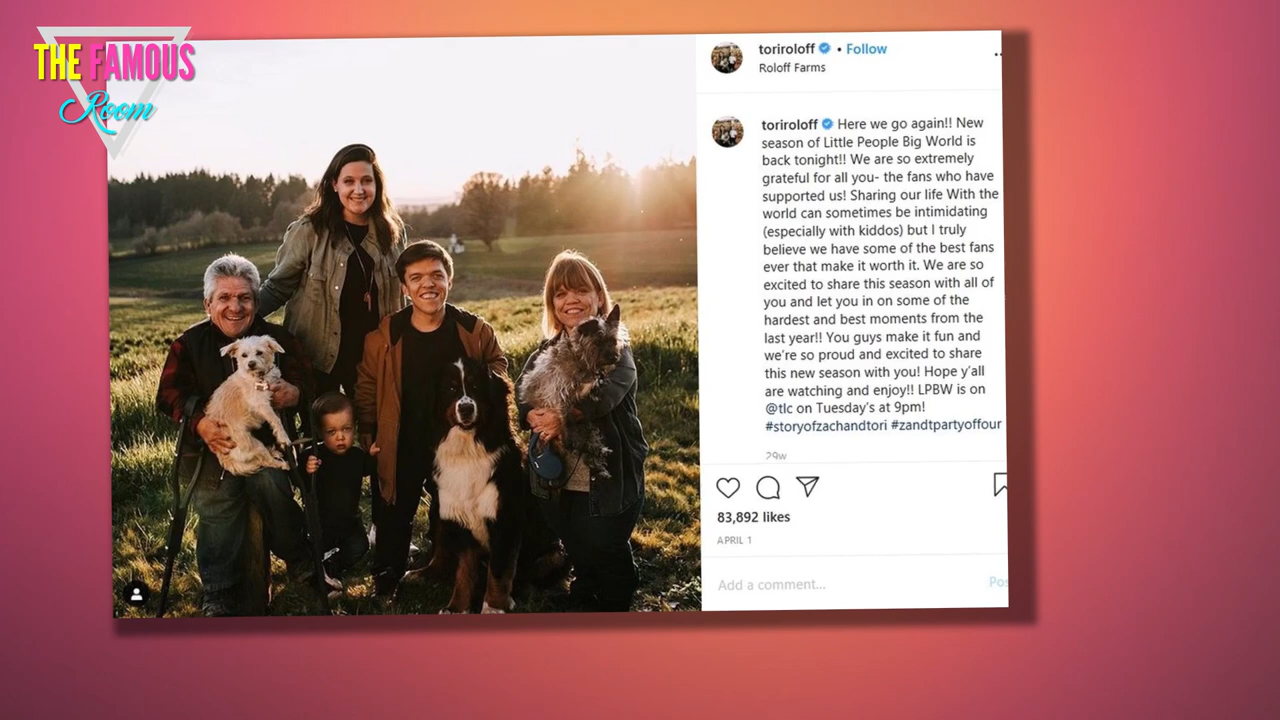 THE FAMOUS
Room
toriroloff • Follow
Roloff Farms
toriroloff Here we go again!! New
season of Little People Big World is
back tonight!! We are so extremely
grateful for all you- the fans who have
supported us! Sharing our life With the
world can sometimes be intimidating
(especially with kiddos) but I truly
believe we have some of the best fans
ever that make it worth it. We are so
excited to share this season with all of
you and let you in on some of the
hardest and best moments from the
last year!! You guys make it fun and
we're so proud and excited to share
this new season with you! Hope y'all
are watching and enjoy!! LPBW is on
@tlc on Tuesday's at 9pm!
#storyofzachandtori #zandtpartyoffour
29w
83,892 likes
APRIL 1
Add a comment... Pos